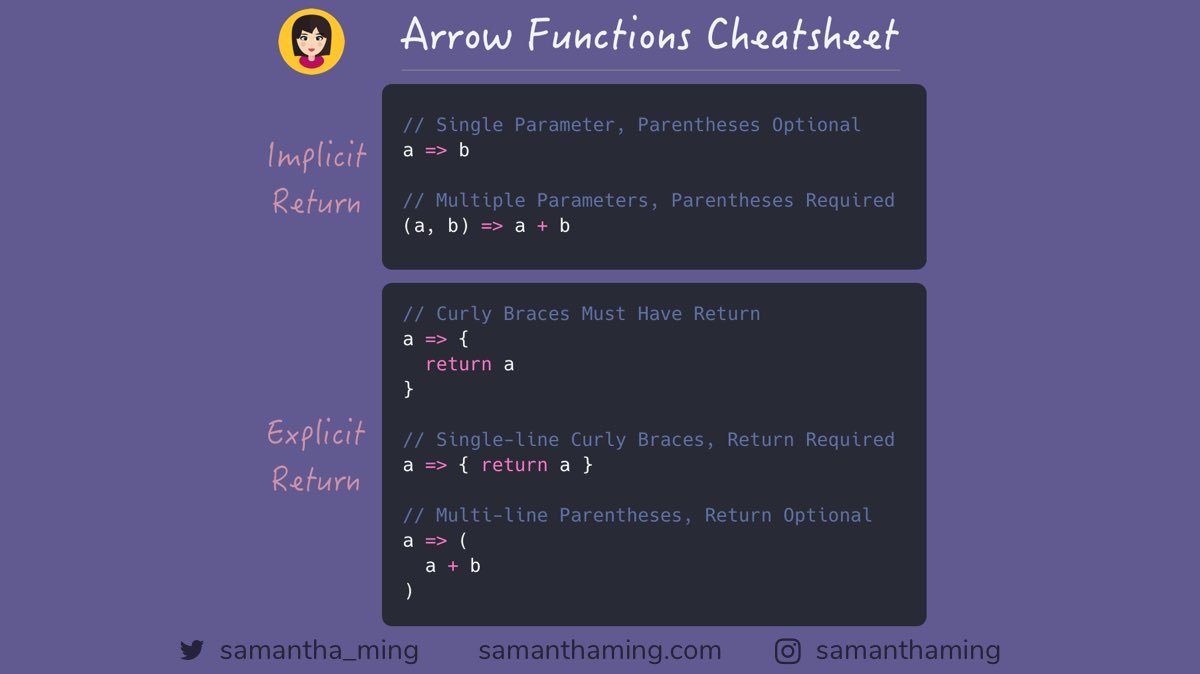 Arrow Functions Cheatsheet
Implicit
Return
// Single Parameter, Parentheses Optional
a => b
// Multiple Parameters, Parentheses Required
(a, b) => a + b
Explicit
Return
// Curly Braces Must Have Return
a => {
  return a
}
// Single-line Curly Braces, Return Required
a => { return a }
// Multi-line Parentheses, Return Optional
a => (
  a + b
)
samantha_ming samanthaming.com samanthaming